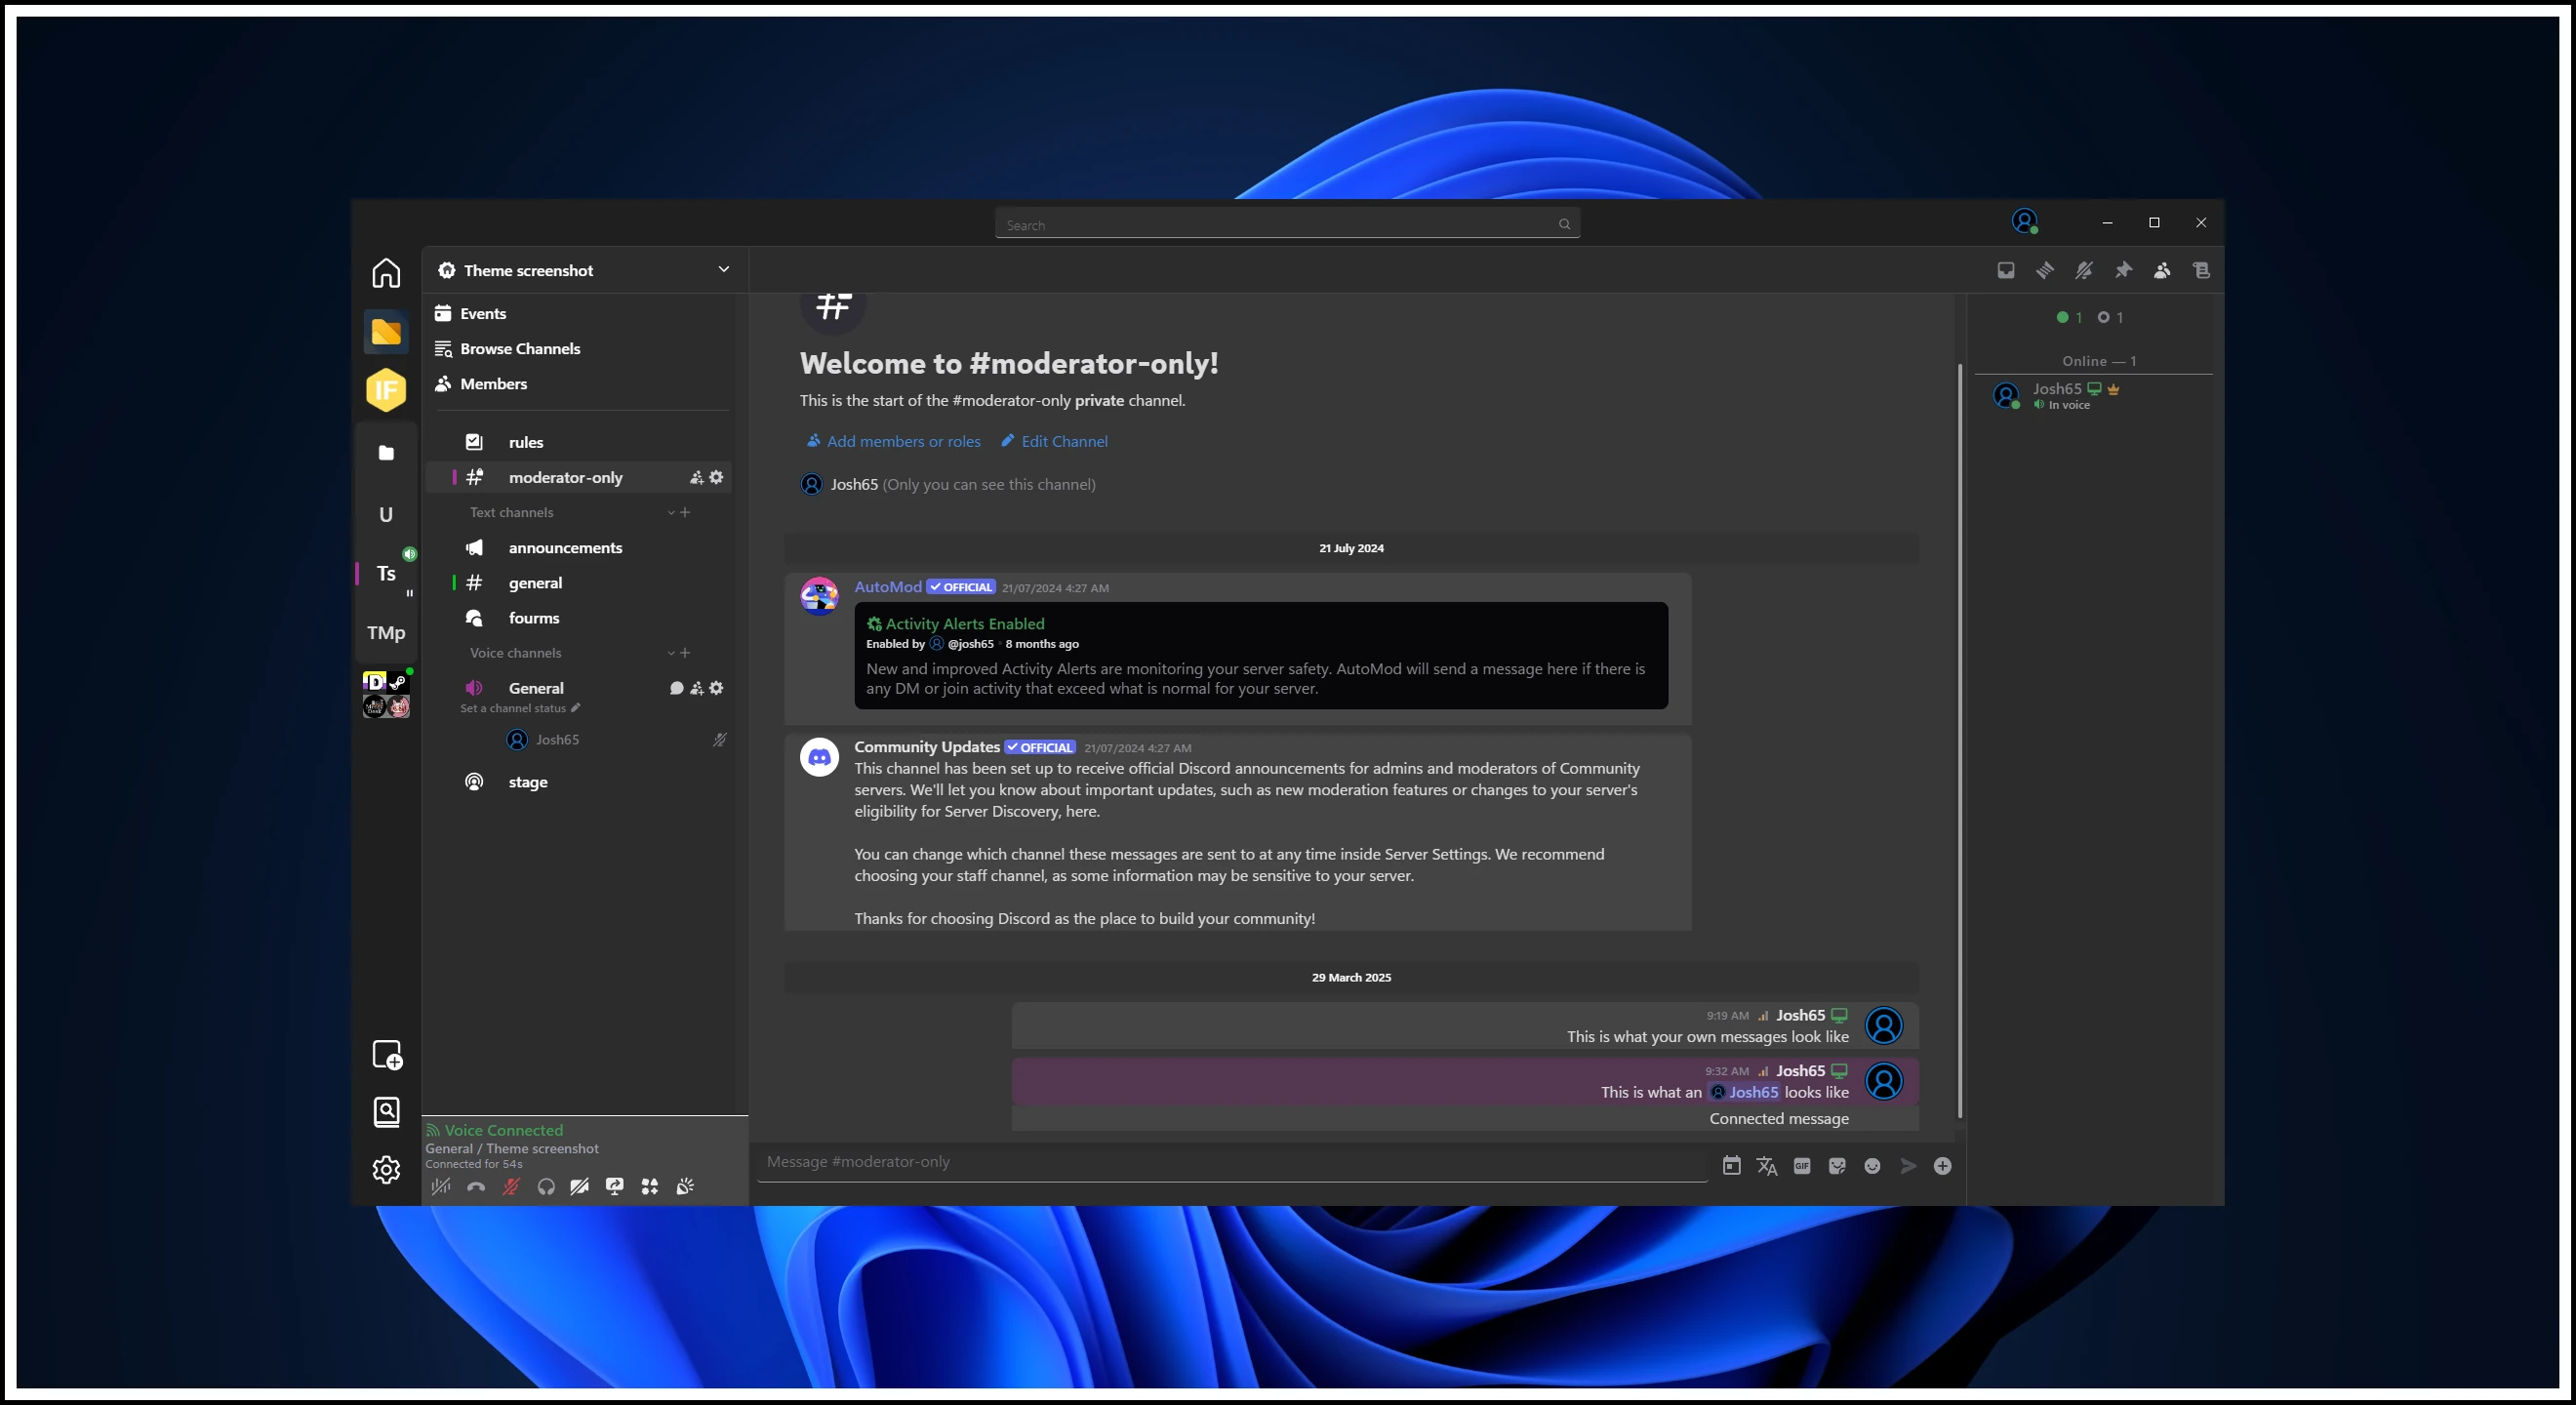 Search
Theme screenshot
Events
Browse Channels
Members
rules
moderator-only
Text channels
announcements
general
fourms
Voice channels
General
Set a channel status
Josh65
stage
IF
U
Ts
TMp
Voice Connected
General / Theme screenshot
Connected for 54s
Welcome to #moderator-only!
This is the start of the #moderator-only private channel.
Add members or roles Edit Channel
Josh65 (Only you can see this channel)
21 July 2024
AutoMod OFFICIAL 21/07/2024 4:27 AM
Activity Alerts Enabled
Enabled by @josh65 · 8 months ago
New and improved Activity Alerts are monitoring your server safety. AutoMod will send a message here if there is
any DM or join activity that exceed what is normal for your server.
Community Updates OFFICIAL 21/07/2024 4:27 AM
This channel has been set up to receive official Discord announcements for admins and moderators of Community
servers. We'll let you know about important updates, such as new moderation features or changes to your server's
eligibility for Server Discovery, here.
You can change which channel these messages are sent to at any time inside Server Settings. We recommend
choosing your staff channel, as some information may be sensitive to your server.
Thanks for choosing Discord as the place to build your community!
29 March 2025
9:19 AM Josh65
This is what your own messages look like
9:32 AM Josh65
This is what an Josh65 looks like
Connected message
Message #moderator-only
GIF
1 1
Online — 1
Josh65
In voice